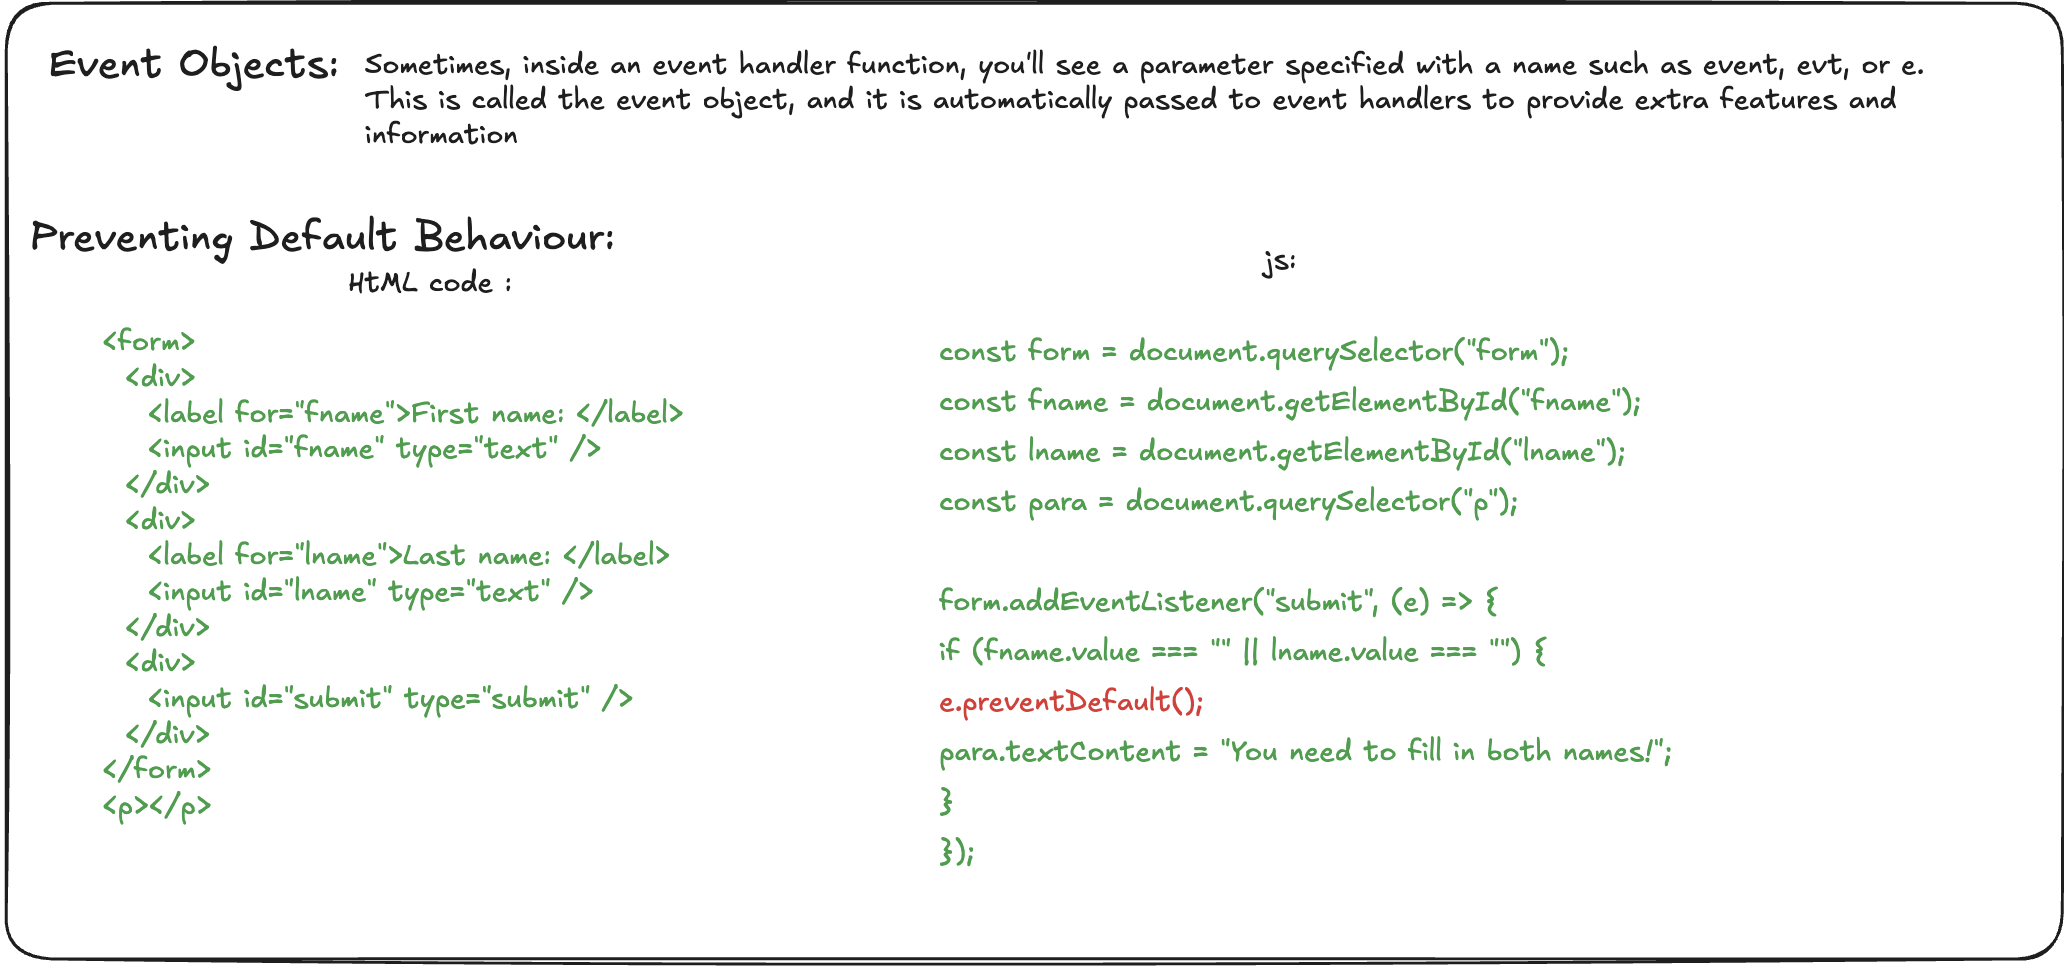 Event Objects: Sometimes, inside an event handler function, you'll see a parameter specified with a name such as event, evt, or e.
This is called the event object, and it is automatically passed to event handlers to provide extra features and
information
Preventing Default Behaviour:
HtML code :
<form>
<div>
<label for="fname">First name: </label>
<input id="fname" type="text" />
</div>
<div>
<label for="lname">Last name: </label>
<input id="lname" type="text" />
</div>
<div>
<input id="submit" type="submit" />
</div>
</form>
<p></p>
js:
const form = document.querySelector("form");
const fname = document.getElementById("fname");
const lname = document.getElementById("lname");
const para = document.querySelector("p");
form.addEventListener("submit", (e) => {
if (fname.value === "" || lname.value === "") {
e.preventDefault();
para.textContent = "You need to fill in both names!";
}
});